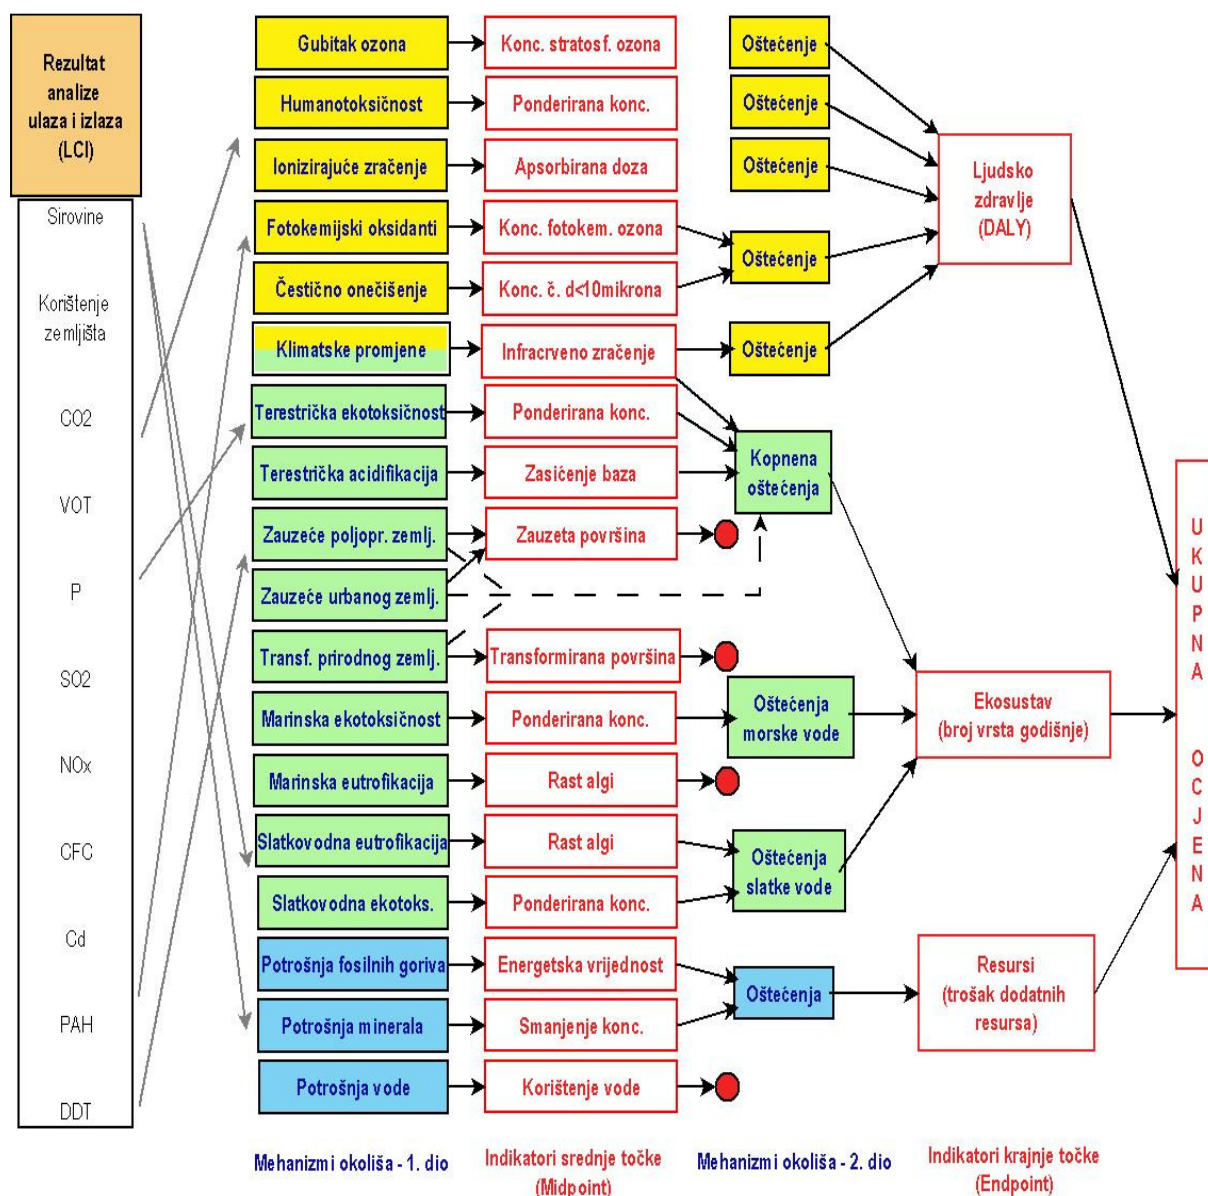 Rezultat
analize
ulaza i izlaza
(LCI)
Sirovine
Korištenje
zemljišta
CO2
VOT
P
SO2
NOx
CFC
Cd
PAH
DDT
Gubitak ozona
Humanotoksičnost
Ionizirajuće zračenje
Fotokemijski oksidanti
Čestično onečišenje
Klimatske promjene
Terestrička ekotoksičnost
Terestrička acidifikacija
Zauzeće poljopr. zemlj.
Zauzeće urbanog zemlj.
Transf. prirodnog zemlj.
Marinska ekotoksičnost
Marinska eutrofikacija
Slatkovodna eutrofikacija
Slatkovodna ekotoks.
Potrošnja fosilnih goriva
Potrošnja minerala
Potrošnja vode
Mehanizmi okoliša - 1. dio
Konc. stratosf. ozona
Ponderirana konc.
Apsorbirana doza
Konc. fotokem. ozona
Konc. č. d<10mikrona
Infracrveno zračenje
Ponderirana konc.
Zasićenje baza
Zauzeta površina
Transformirana površina
Ponderirana konc.
Rast algi
Rast algi
Ponderirana konc.
Energetska vrijednost
Smanjenje konc.
Korištenje vode
Indikatori srednje točke
(Midpoint)
Oštećenje
Oštećenje
Oštećenje
Oštećenje
Oštećenje
Kopnena
oštećenja
Oštećenja
morske vode
Oštećenja
slatke vode
Oštećenja
Mehanizmi okoliša - 2. dio
Ljudsko
zdravlje
(DALY)
Ekosustav
(broj vrsta godišnje)
Resursi
(trošak dodatnih
resursa)
Indikatori krajnje točke
(Endpoint)
UKUPNA OCJENA